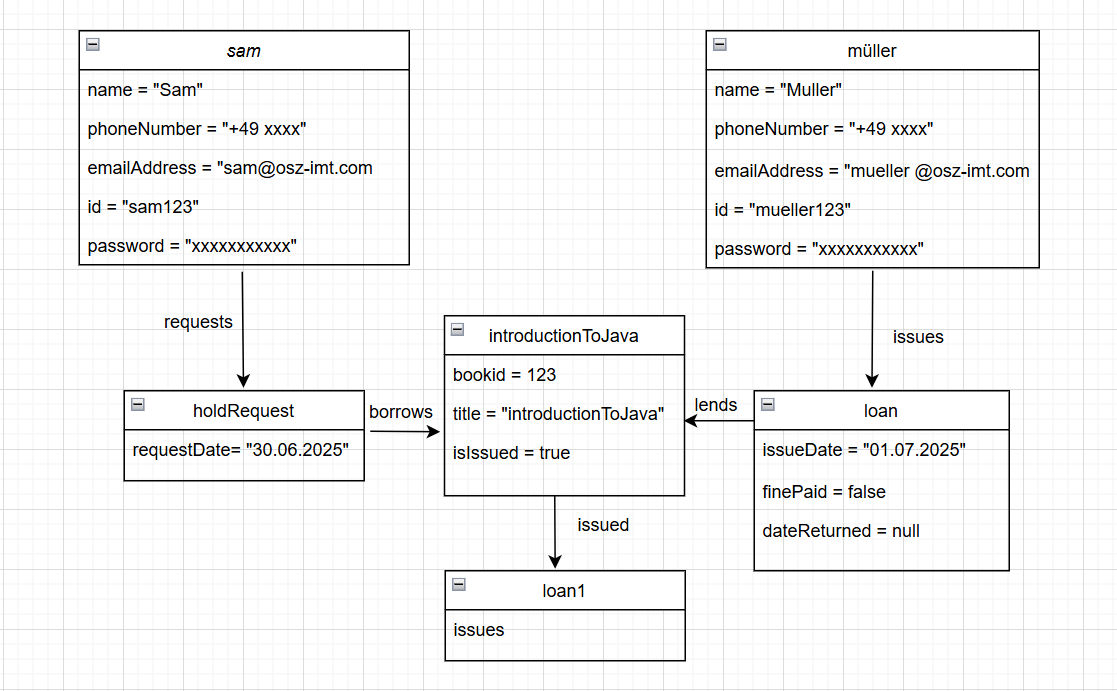 sam
name = "Sam"
phoneNumber = "+49 xxxx"
emailAddress = "sam@osz-imt.com
id = "sam123"
password = "xxxxxxxxxxx"
müller
name = "Muller"
phoneNumber = "+49 xxxx"
emailAddress = "mueller @osz-imt.com
id = "mueller123"
password = "xxxxxxxxxxx"
requests
issues
holdRequest
requestDate= "30.06.2025"
borrows
introductionToJava
bookid = 123
title = "introductionToJava"
isIssued = true
lends
loan
issueDate = "01.07.2025"
finePaid = false
dateReturned = null
issued
loan1
issues